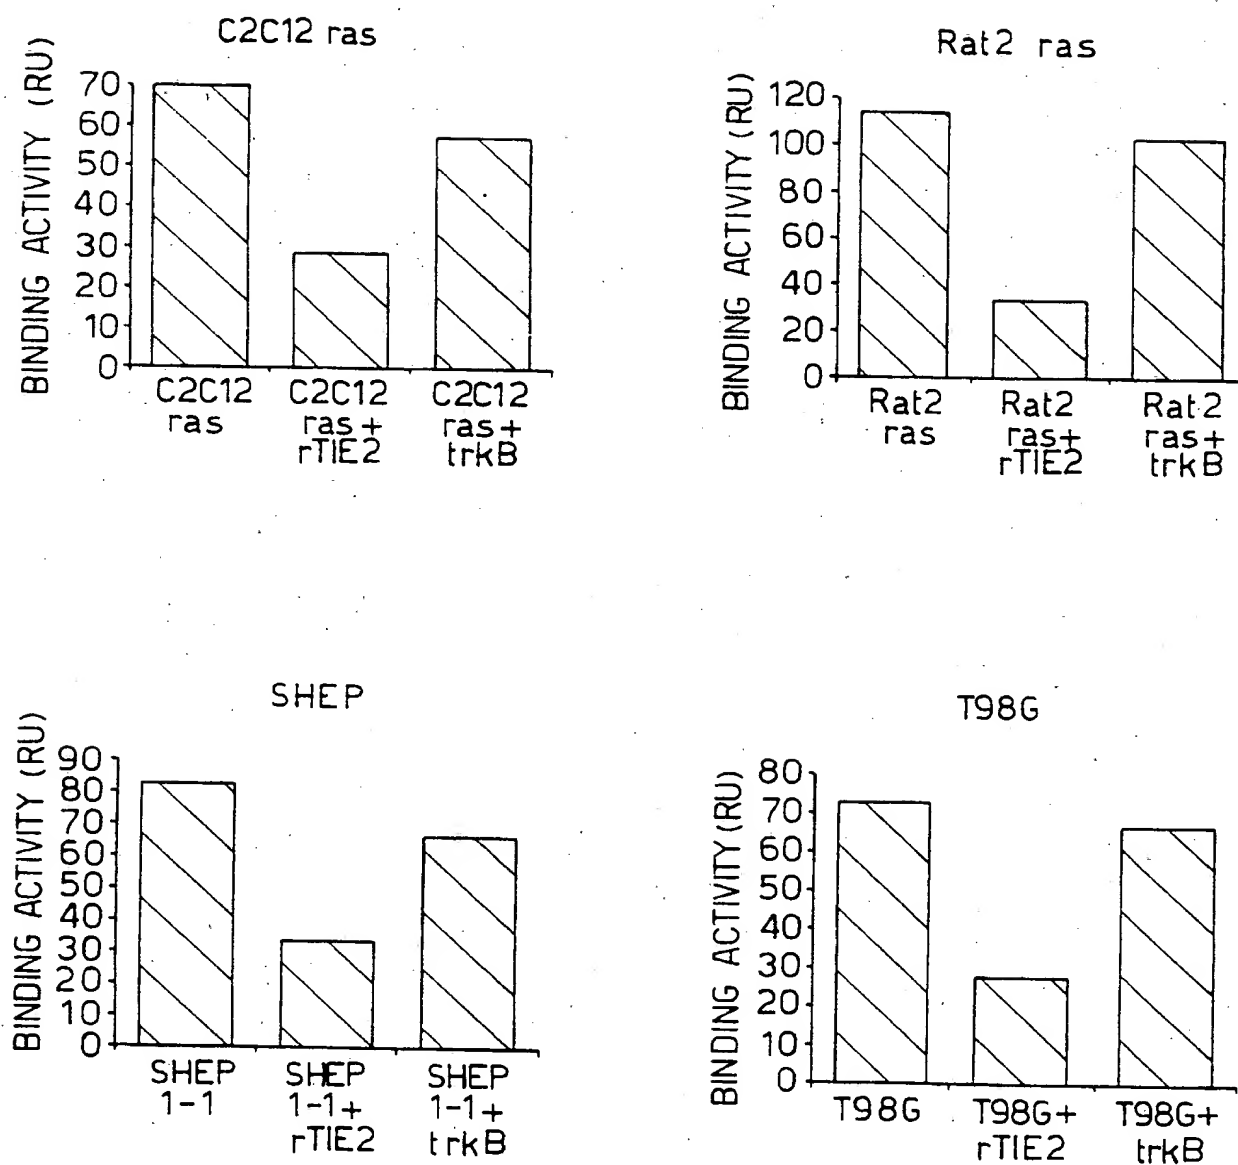 C2C12 ras
BINDING ACTIVITY (RU)
70
60
50
40
30
20
10
0
C2C12
ras
C2C12
ras+
rTIE2
C2C12
ras+
trkB
Rat2 ras
BINDING ACTIVITY (RU)
120
100
80
60
40
20
0
Rat2
ras
Rat2
ras+
rTIE2
Rat2
ras+
trkB
SHEP
BINDING ACTIVITY (RU)
90
80
70
60
50
40
30
20
10
0
SHEP
1-1
SHEP
1-1+
rTIE2
SHEP
1-1+
trkB
T98G
BINDING ACTIVITY (RU)
80
70
60
50
40
30
20
10
0
T98G
T98G+
rTIE2
T98G+
trkB